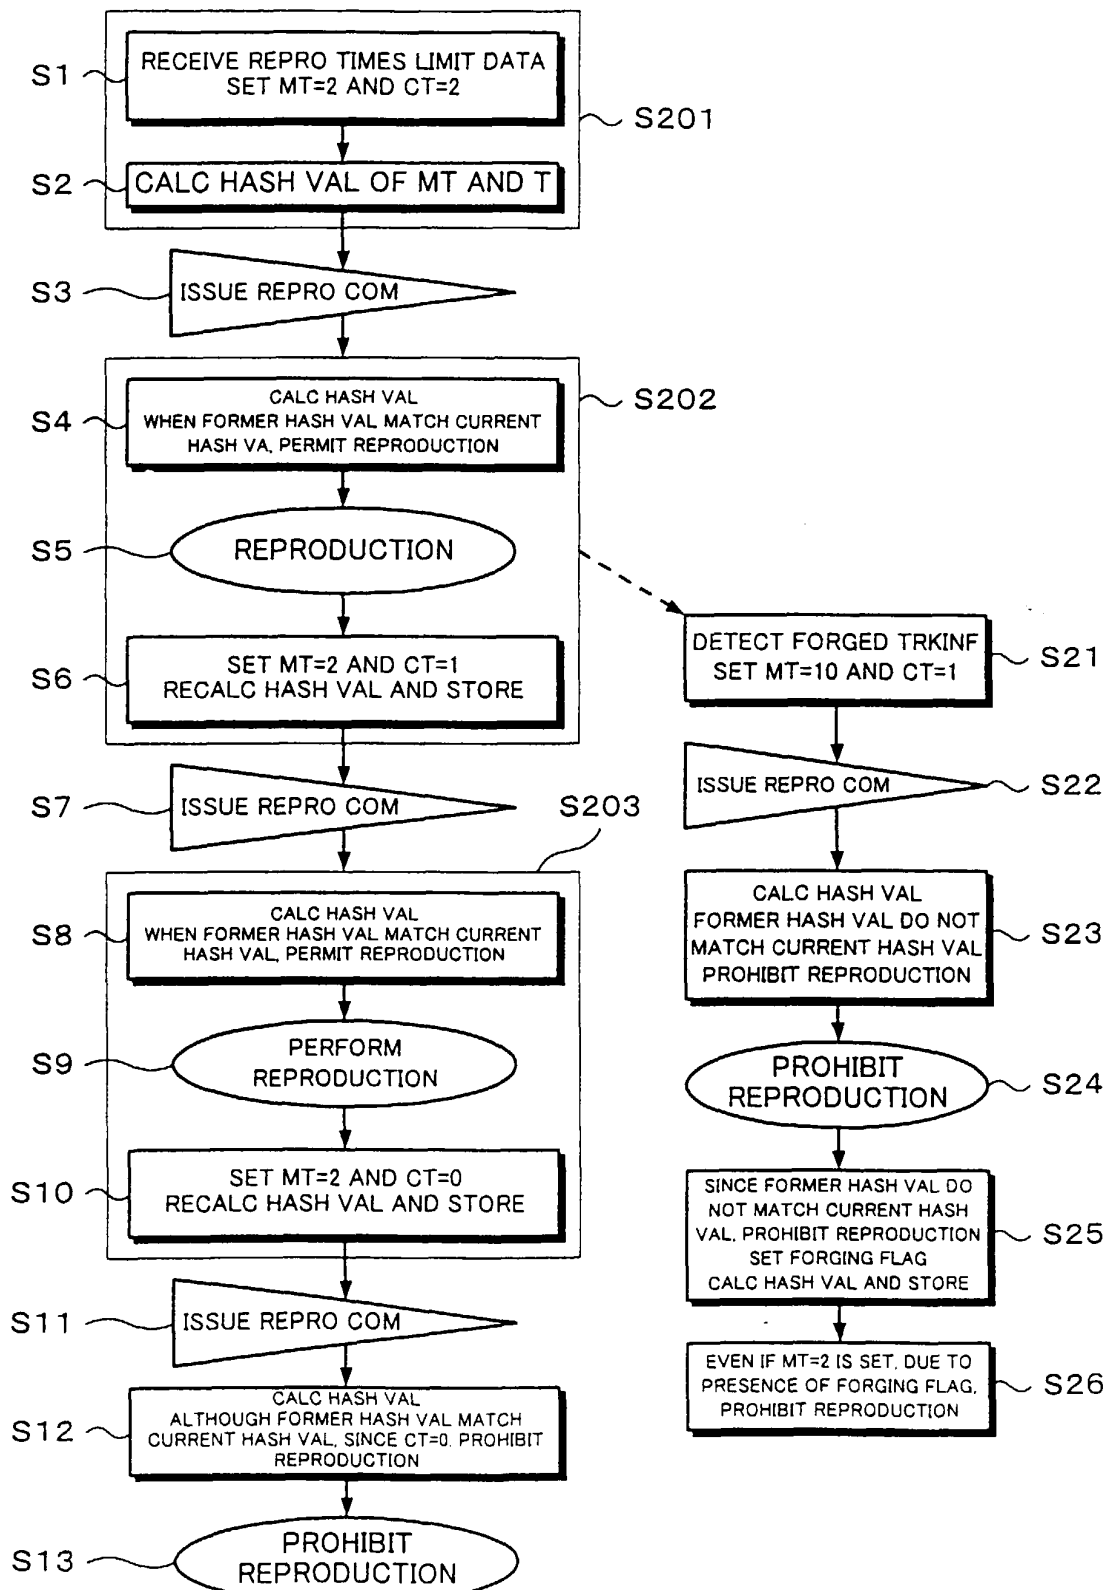 S1
RECEIVE REPRO TIMES LIMIT DATA
SET MT=2 AND CT=2
S201
S2
CALC HASH VAL OF MT AND T
S3
ISSUE REPRO COM
S202
S4
CALC HASH VAL
WHEN FORMER HASH VAL MATCH CURRENT
HASH VA, PERMIT REPRODUCTION
S5
REPRODUCTION
S6
SET MT=2 AND CT=1
RECALC HASH VAL AND STORE
S7
ISSUE REPRO COM
S203
S8
CALC HASH VAL
WHEN FORMER HASH VAL MATCH CURRENT
HASH VAL, PERMIT REPRODUCTION
S9
PERFORM
REPRODUCTION
S10
SET MT=2 AND CT=0
RECALC HASH VAL AND STORE
S11
ISSUE REPRO COM
S12
CALC HASH VAL
ALTHOUGH FORMER HASH VAL MATCH
CURRENT HASH VAL, SINCE CT=0, PROHIBIT
REPRODUCTION
S13
PROHIBIT
REPRODUCTION
DETECT FORGED TRKINF
SET MT=10 AND CT=1
S21
ISSUE REPRO COM
S22
CALC HASH VAL
FORMER HASH VAL DO NOT
MATCH CURRENT HASH VAL
PROHIBIT REPRODUCTION
S23
PROHIBIT
REPRODUCTION
S24
SINCE FORMER HASH VAL DO
NOT MATCH CURRENT HASH
VAL, PROHIBIT REPRODUCTION
SET FORGING FLAG
CALC HASH VAL AND STORE
S25
EVEN IF MT=2 IS SET, DUE TO
PRESENCE OF FORGING FLAG,
PROHIBIT REPRODUCTION
S26